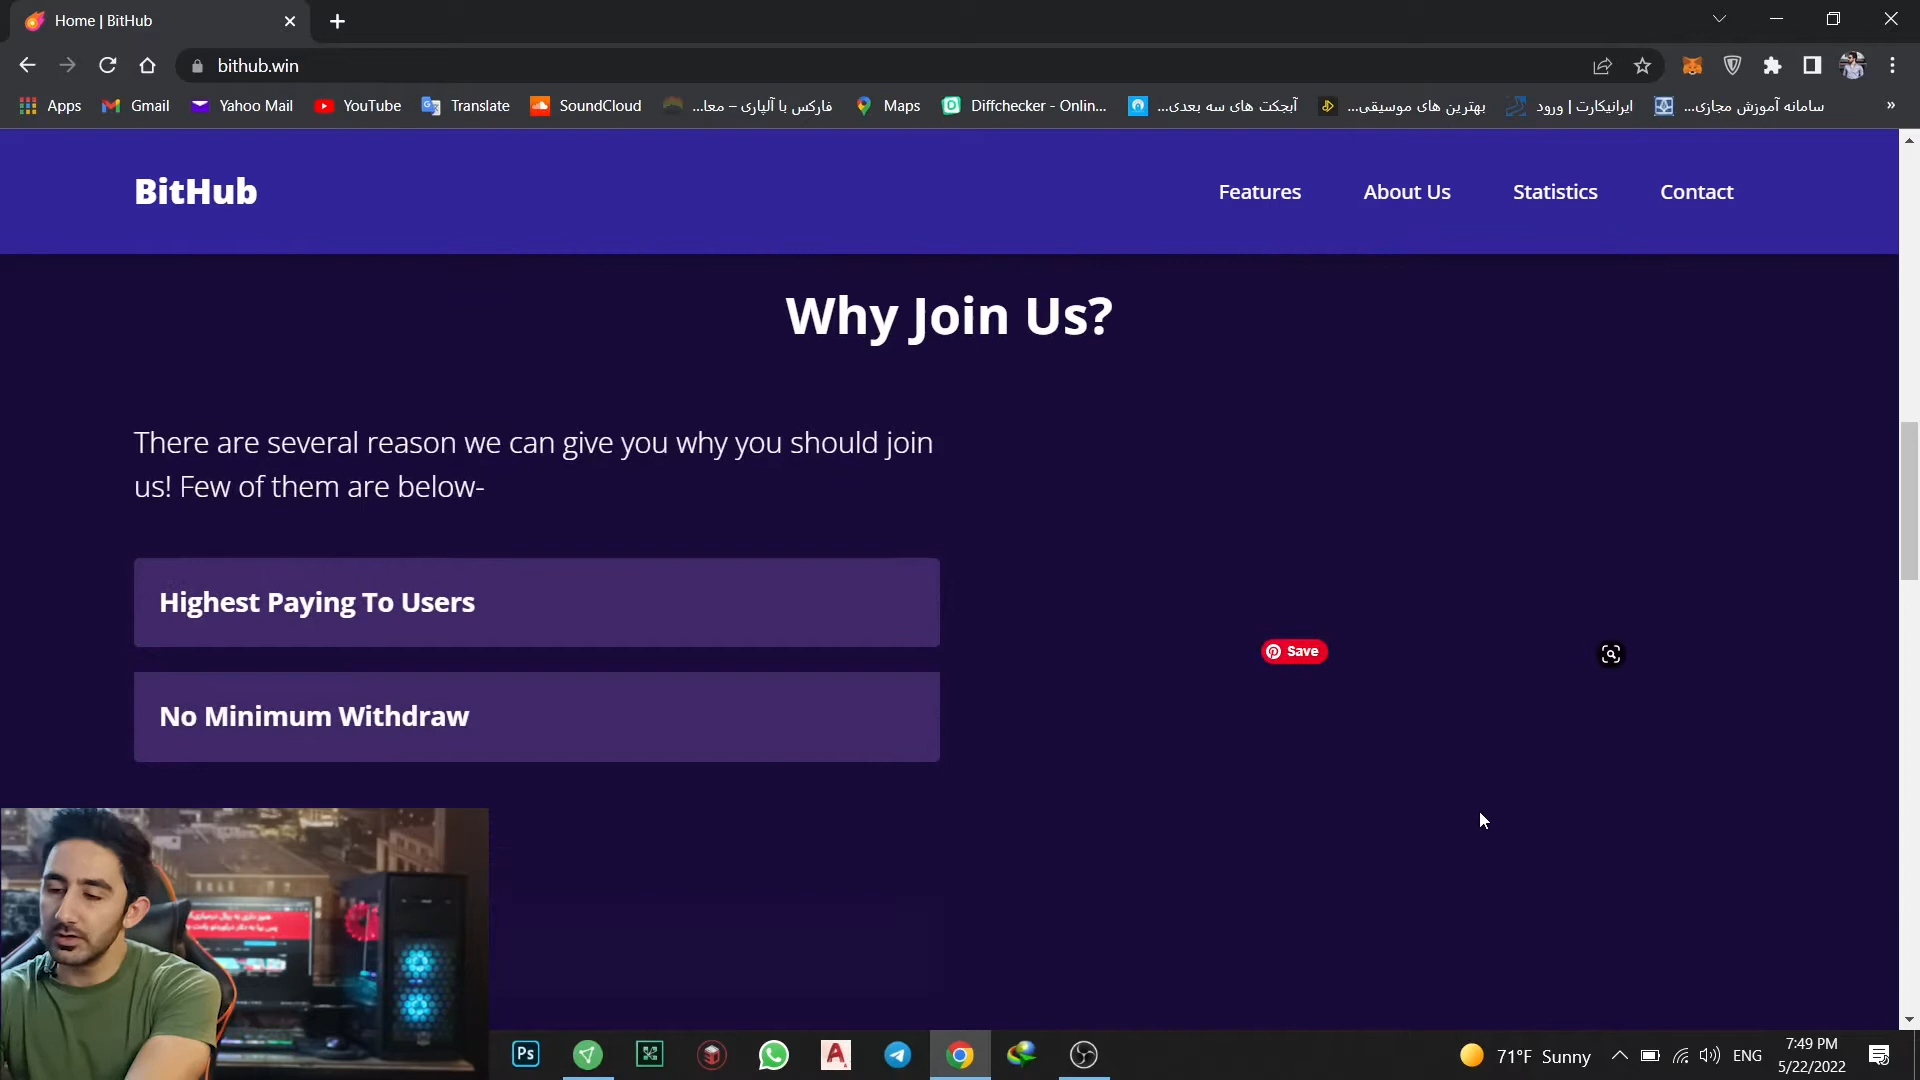 Home | BitHub
bithub.win
Apps
Gmail
Yahoo Mail
YouTube
Translate
SoundCloud
فارکس با آلپاری – معا...
Maps
Diffchecker - Onlin...
آبجکت های سه بعدی...
بهترین های موسیقی...
ایرانیکارت | ورود
سامانه آموزش مجازی...
»
BitHub
Features
About Us
Statistics
Contact
Why Join Us?
There are several reason we can give you why you should join
us! Few of them are below-
Highest Paying To Users
Save
No Minimum Withdraw
Ps
71°F Sunny
ENG
7:49 PM
5/22/2022